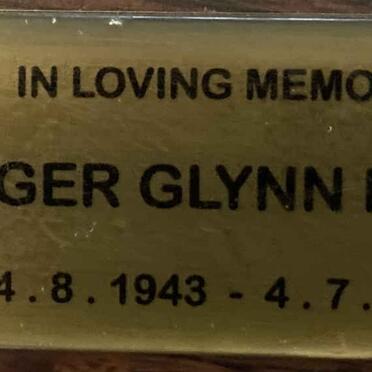 IN LOVING MEMO
GER GLYNN
4.8.1943 - 4.7.